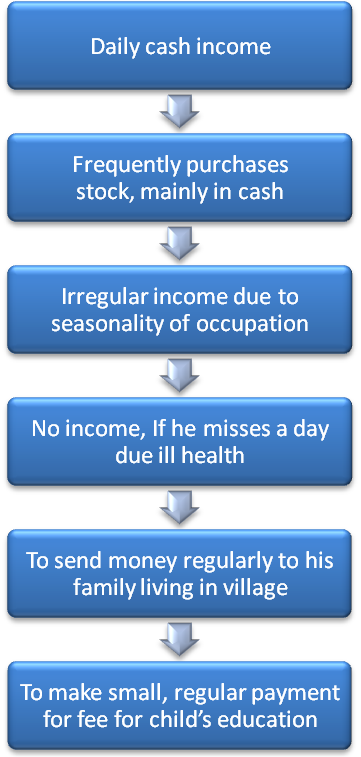 Daily cash income
Frequently purchases
stock, mainly in cash
Irregular income due to
seasonality of occupation
No income, If he misses a day
due ill health
To send money regularly to his
family living in village
To make small, regular payment
for fee for child’s education